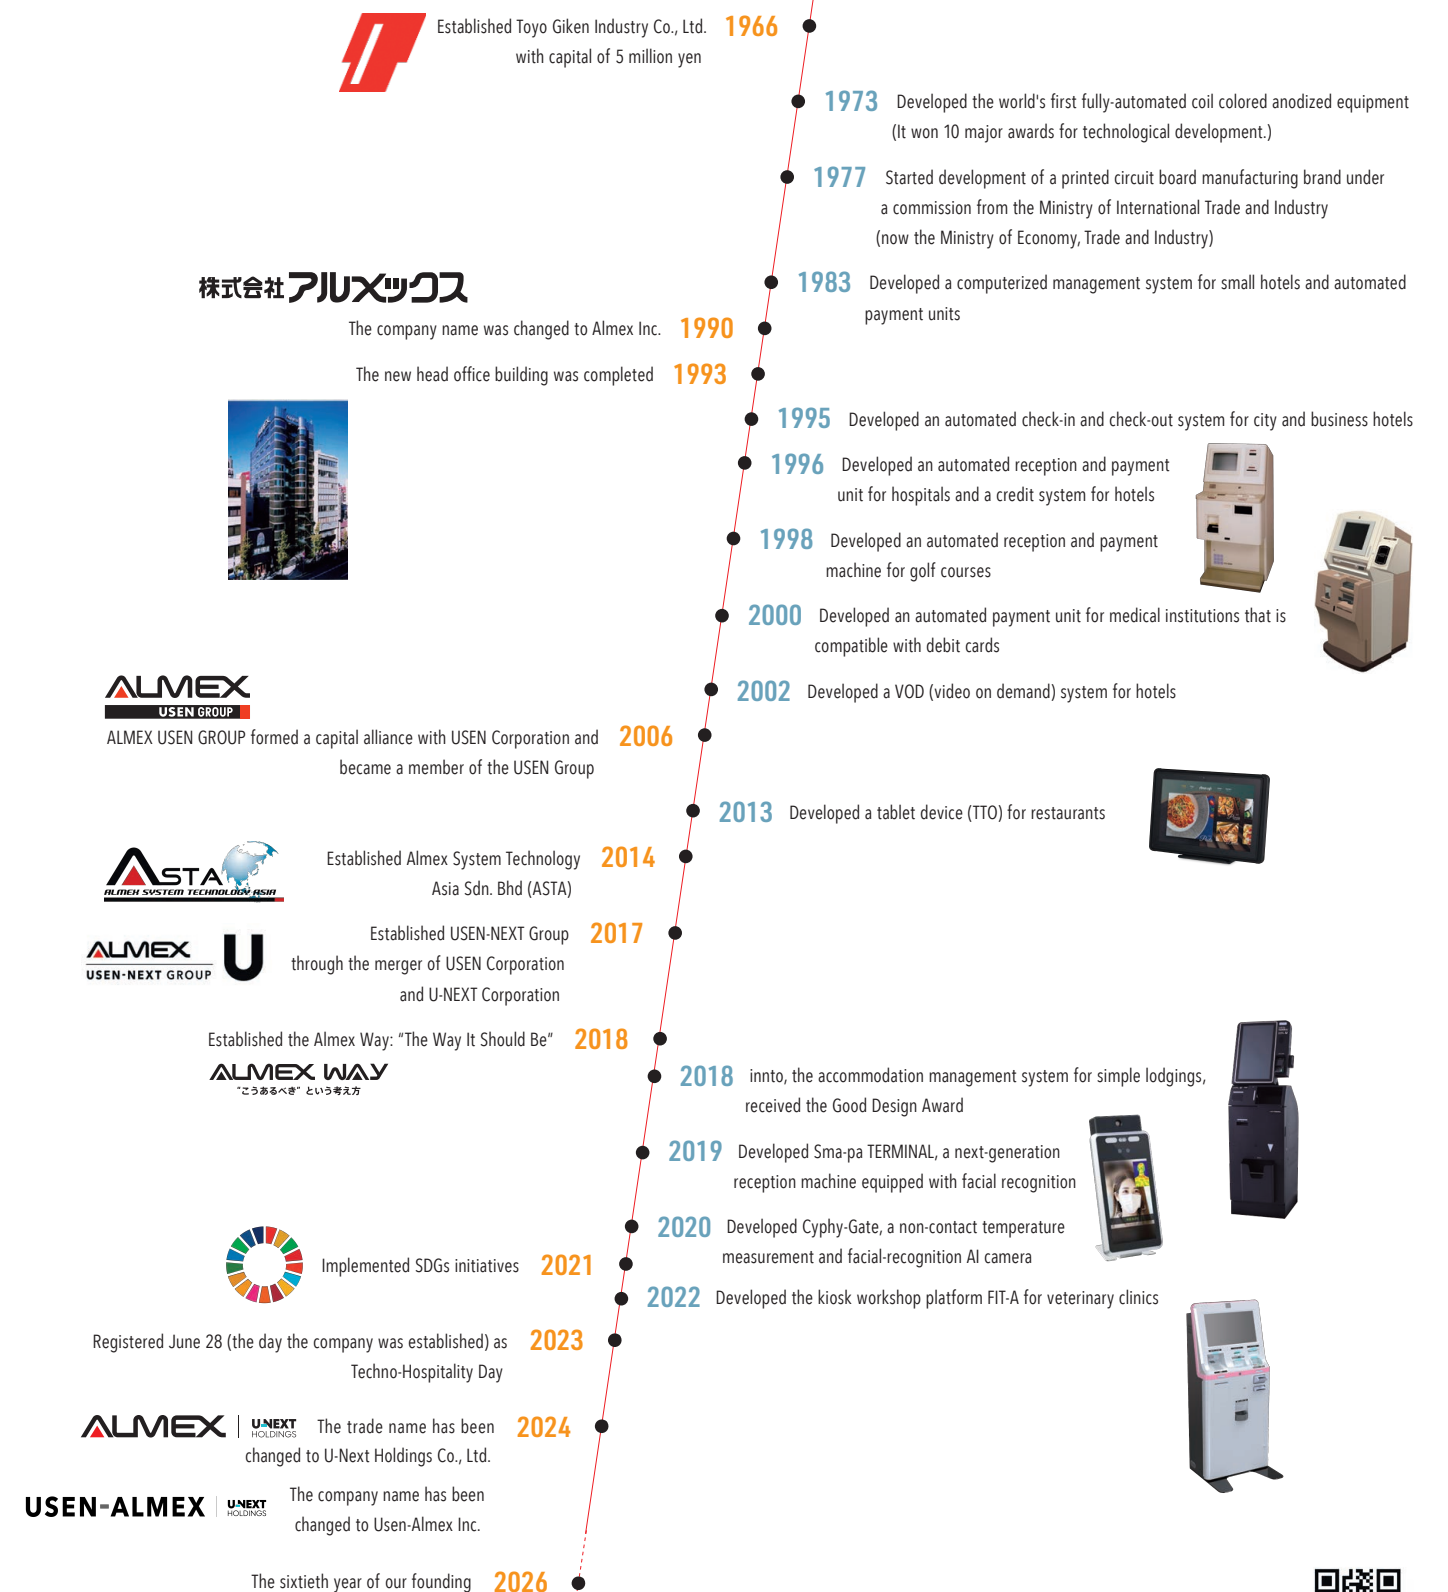 Established Toyo Giken Industry Co., Ltd. 1966
with capital of 5 million yen
1973 Developed the world's first fully-automated coil colored anodized equipment
(It won 10 major awards for technological development.)
1977 Started development of a printed circuit board manufacturing brand under
a commission from the Ministry of International Trade and Industry
(now the Ministry of Economy, Trade and Industry)
株式会社アルメックス
1983 Developed a computerized management system for small hotels and automated
payment units
The company name was changed to Almex Inc. 1990
The new head office building was completed 1993
1995 Developed an automated check-in and check-out system for city and business hotels
1996 Developed an automated reception and payment
unit for hospitals and a credit system for hotels
1998 Developed an automated reception and payment
machine for golf courses
2000 Developed an automated payment unit for medical institutions that is
compatible with debit cards
ALMEX
USEN GROUP
2002 Developed a VOD (video on demand) system for hotels
ALMEX USEN GROUP formed a capital alliance with USEN Corporation and 2006
became a member of the USEN Group
2013 Developed a tablet device (TTO) for restaurants
ASTA
ALMEX SYSTEM TECHNOLOGY ASIA
Established Almex System Technology 2014
Asia Sdn. Bhd (ASTA)
ALMEX
USEN-NEXT GROUP
U
Established USEN-NEXT Group 2017
through the merger of USEN Corporation
and U-NEXT Corporation
Established the Almex Way: “The Way It Should Be” 2018
ALMEX WAY
“こうあるべき” という考え方
2018 innto, the accommodation management system for simple lodgings,
received the Good Design Award
2019 Developed Sma-pa TERMINAL, a next-generation
reception machine equipped with facial recognition
2020 Developed Cyphy-Gate, a non-contact temperature
measurement and facial-recognition AI camera
Implemented SDGs initiatives 2021
2022 Developed the kiosk workshop platform FIT-A for veterinary clinics
Registered June 28 (the day the company was established) as 2023
Techno-Hospitality Day
ALMEX
U-NEXT
HOLDINGS
The trade name has been 2024
changed to U-Next Holdings Co., Ltd.
USEN-ALMEX
U-NEXT
HOLDINGS
The company name has been
changed to Usen-Almex Inc.
The sixtieth year of our founding 2026